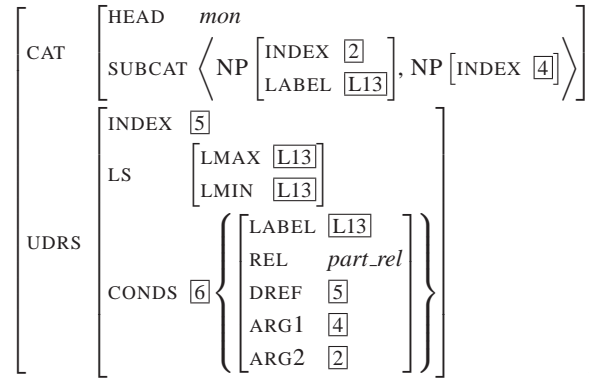 HEAD mon
CAT SUBCAT ⟨ NP [INDEX 2, LABEL L13], NP [INDEX 4] ⟩
INDEX 5
LS [LMAX L13
LMIN L13]
UDRS
LABEL L13
REL part_rel
CONDS 6 { DREF 5 }
ARG1 4
ARG2 2